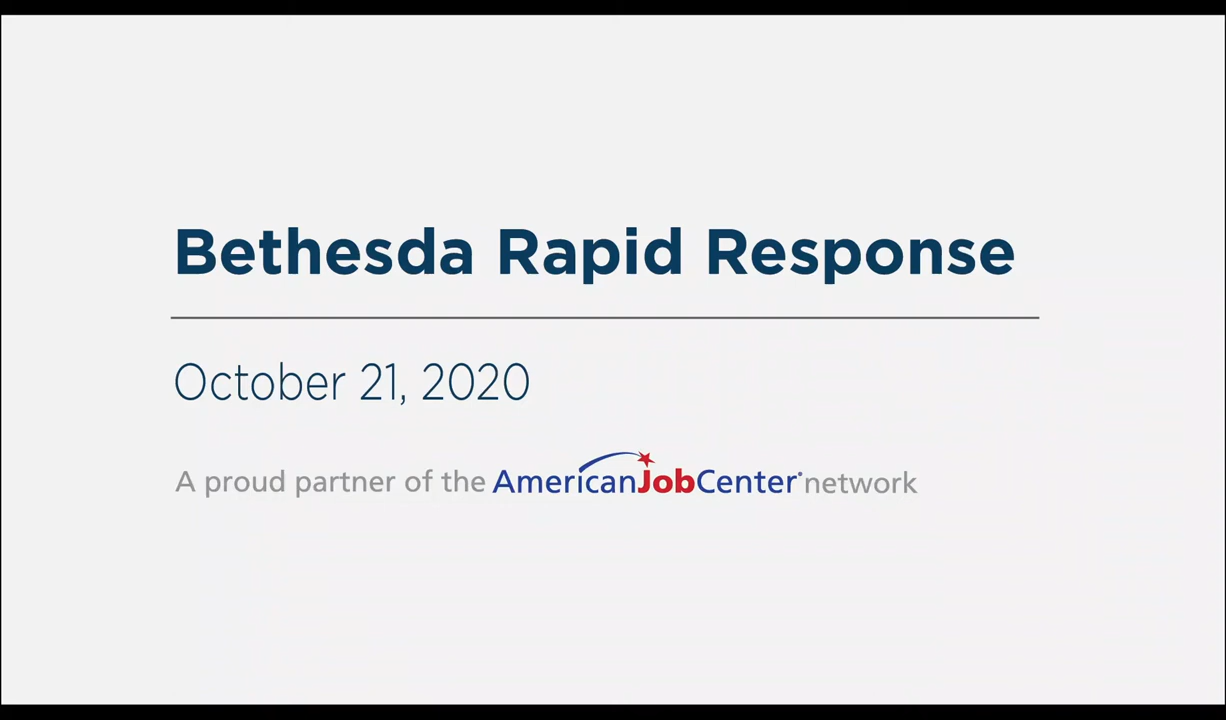 Bethesda Rapid Response
October 21, 2020
A proud partner of the AmericanJobCenter® network